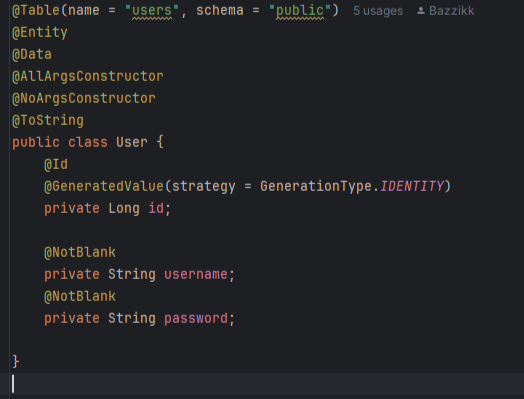 @Table(name = "users", schema = "public") 5 usages Bazzikk
@Entity
@Data
@AllArgsConstructor
@NoArgsConstructor
@ToString
public class User {
@Id
@GeneratedValue(strategy = GenerationType.IDENTITY)
private Long id;
@NotBlank
private String username;
@NotBlank
private String password;
}